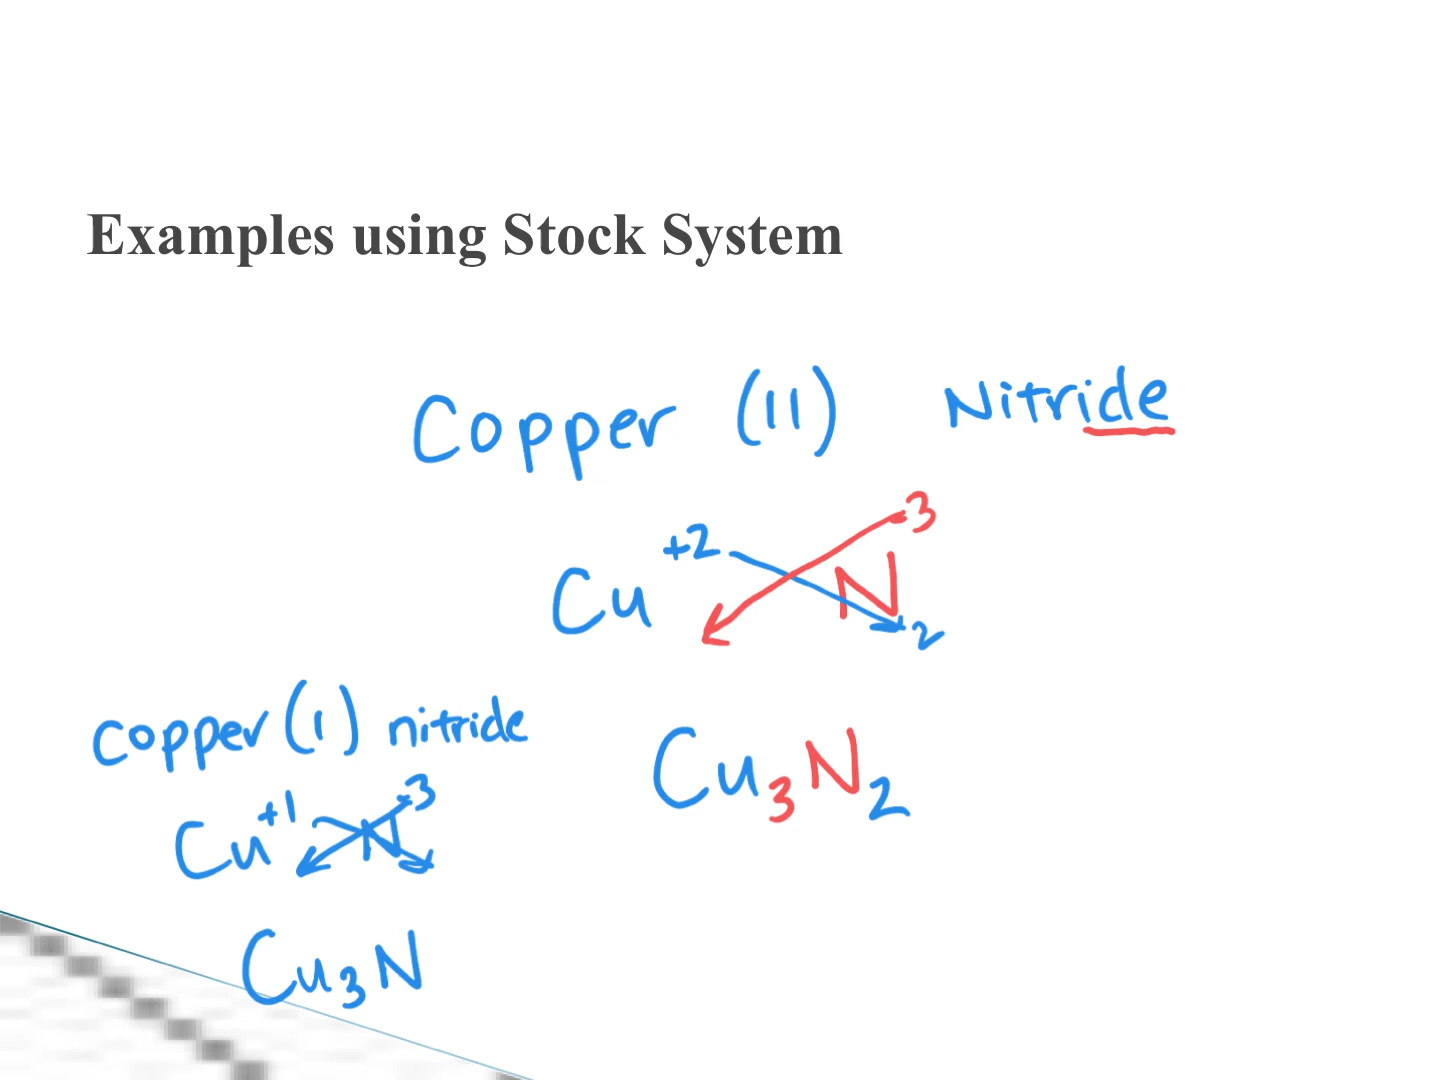 Examples using Stock System
Copper (II) Nitride
Cu +2 N -3
2
Cu3N2
copper (I) nitride
Cu+1 N -3
Cu3N